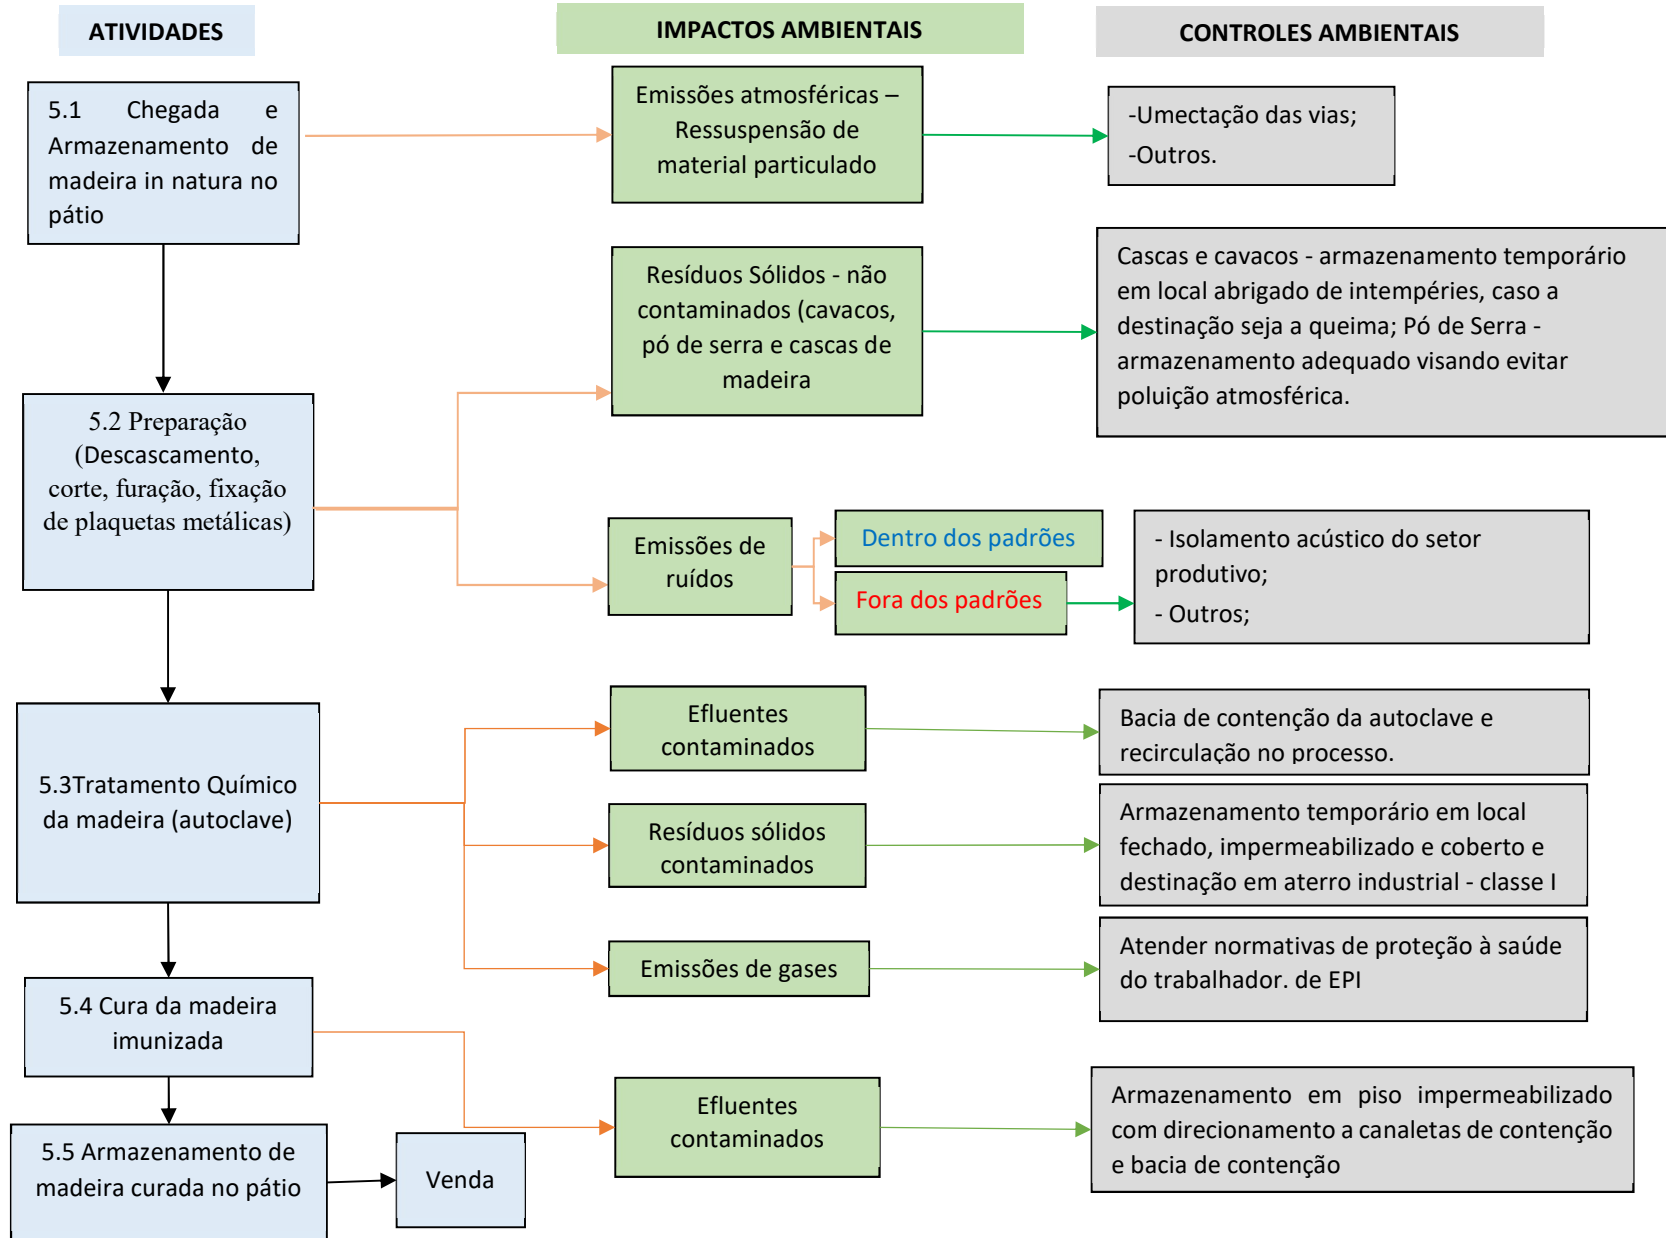 ATIVIDADES
IMPACTOS AMBIENTAIS
CONTROLES AMBIENTAIS
5.1 Chegada e
Armazenamento de
madeira in natura no
pátio
Emissões atmosféricas –
Ressuspensão de
material particulado
-Umectação das vias;
-Outros.
Resíduos Sólidos - não
contaminados (cavacos,
pó de serra e cascas de
madeira
Cascas e cavacos - armazenamento temporário
em local abrigado de intempéries, caso a
destinação seja a queima; Pó de Serra -
armazenamento adequado visando evitar
poluição atmosférica.
5.2 Preparação
(Descascamento,
corte, furação, fixação
de plaquetas metálicas)
Emissões de
ruídos
Dentro dos padrões
Fora dos padrões
- Isolamento acústico do setor
produtivo;
- Outros;
5.3Tratamento Químico
da madeira (autoclave)
Efluentes
contaminados
Bacia de contenção da autoclave e
recirculação no processo.
Resíduos sólidos
contaminados
Armazenamento temporário em local
fechado, impermeabilizado e coberto e
destinação em aterro industrial - classe I
Emissões de gases
Atender normativas de proteção à saúde
do trabalhador. de EPI
5.4 Cura da madeira
imunizada
Efluentes
contaminados
Armazenamento em piso impermeabilizado
com direcionamento a canaletas de contenção
e bacia de contenção
5.5 Armazenamento de
madeira curada no pátio
Venda